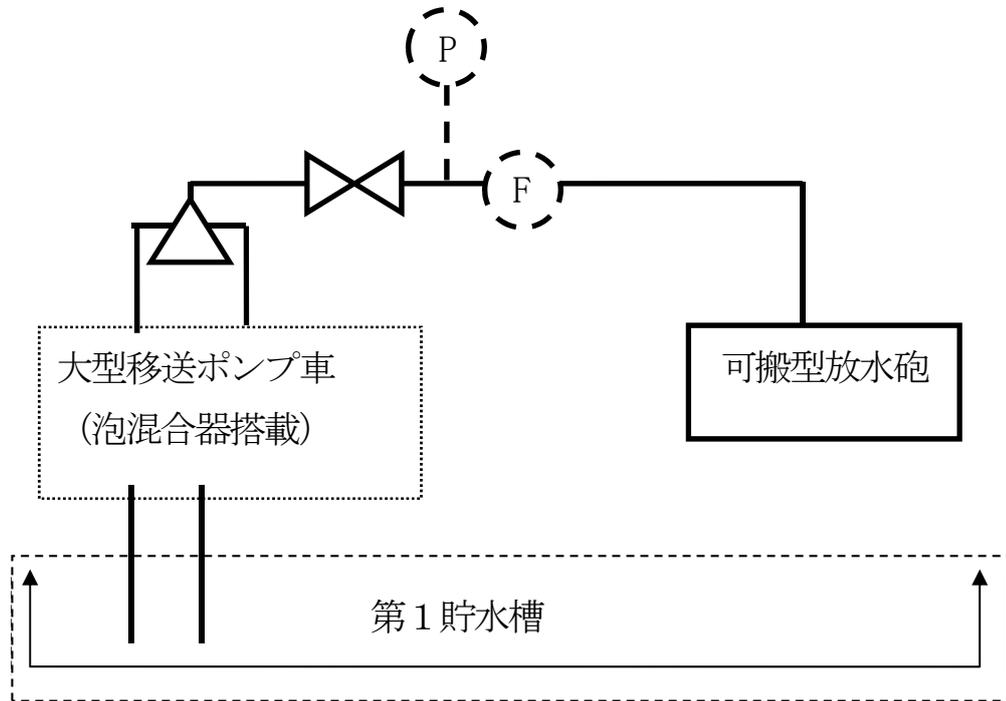 P
F
大型移送ポンプ車
（泡混合器搭載）
可搬型放水砲
第１貯水槽